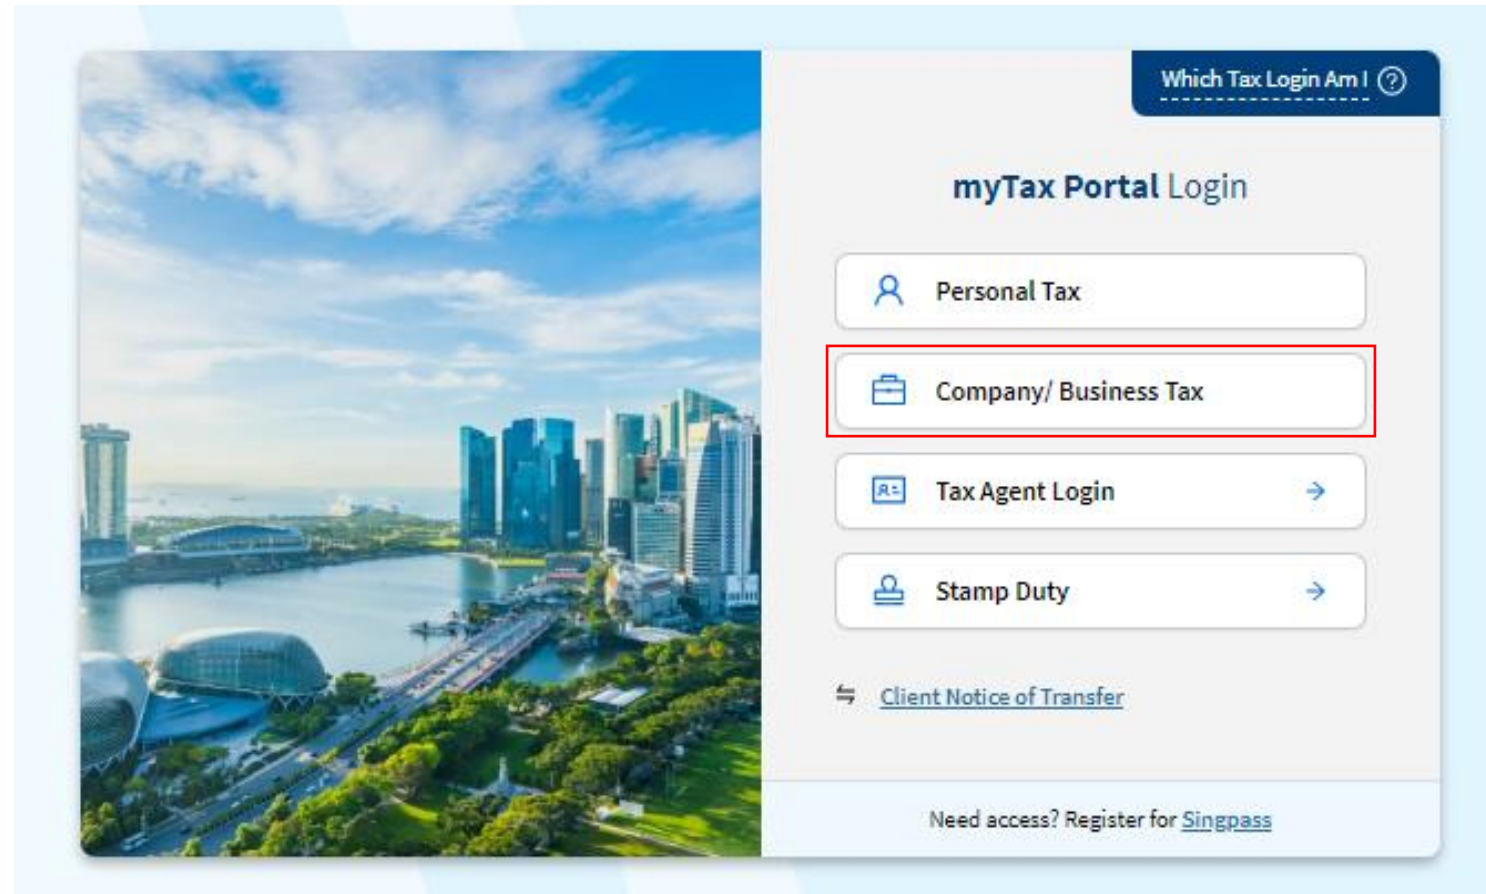 Which Tax Login Am I
myTax Portal Login
Personal Tax
Company/ Business Tax
Tax Agent Login
Stamp Duty
Client Notice of Transfer
Need access? Register for Singpass